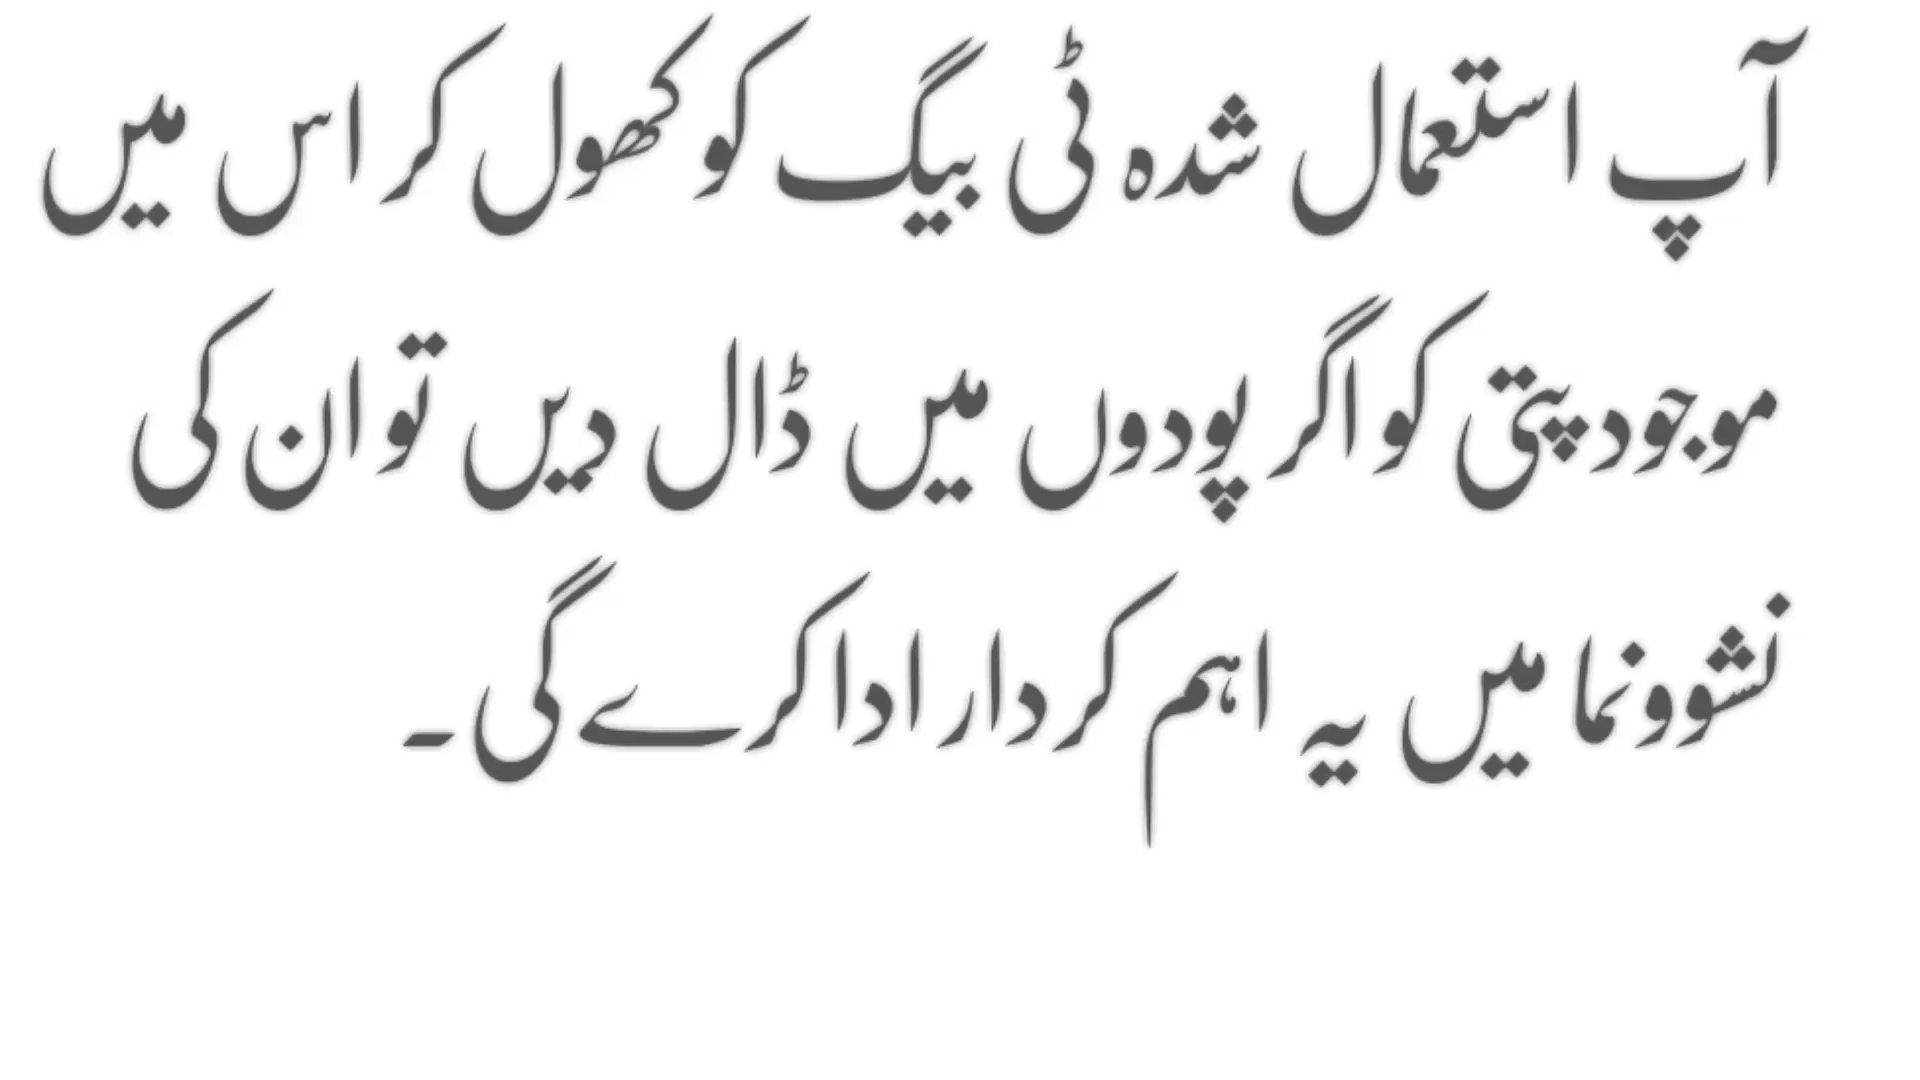 آپ استعمال شدہ ٹی بیگ کو کھول کر اس میں
موجود پتی کو اگر پودوں میں ڈال دیں تو ان کی
نشوونما میں یہ اہم کردار ادا کرے گی۔